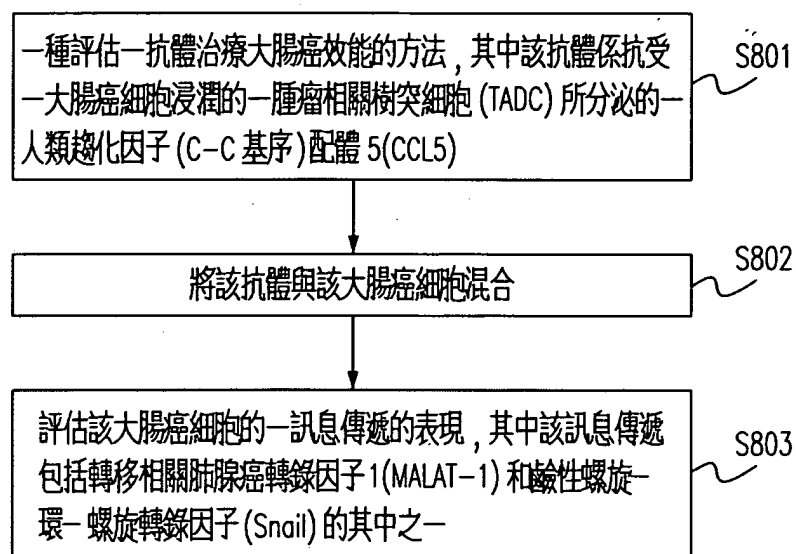 一種評估一抗體治療大腸癌效能的方法,其中該抗體係抗受
一大腸癌細胞浸潤的一腫瘤相關樹突細胞(TADC)所分泌的一
人類趨化因子(C-C 基序)配體 5(CCL5)
S801
將該抗體與該大腸癌細胞混合
S802
評估該大腸癌細胞的一訊息傳遞的表現,其中該訊息傳遞
包括轉移相關肺腺癌轉錄因子1(MALAT-1)和鹼性螺旋一
環一螺旋轉錄因子(Snail)的其中之一
S803